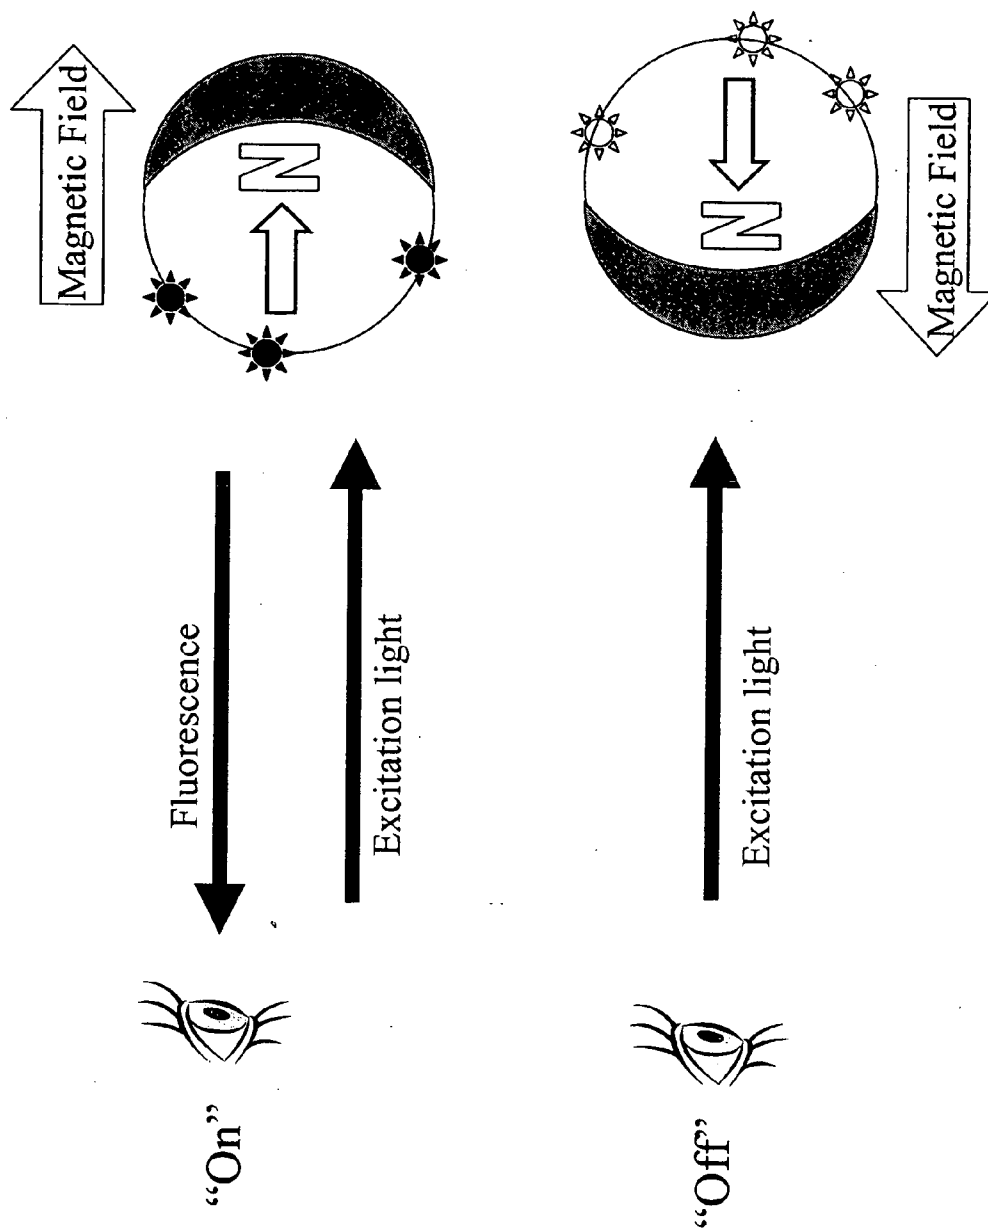 Magnetic Field
Fluorescence
“On”
N
Excitation light
“Off”
N
Excitation light
Magnetic Field